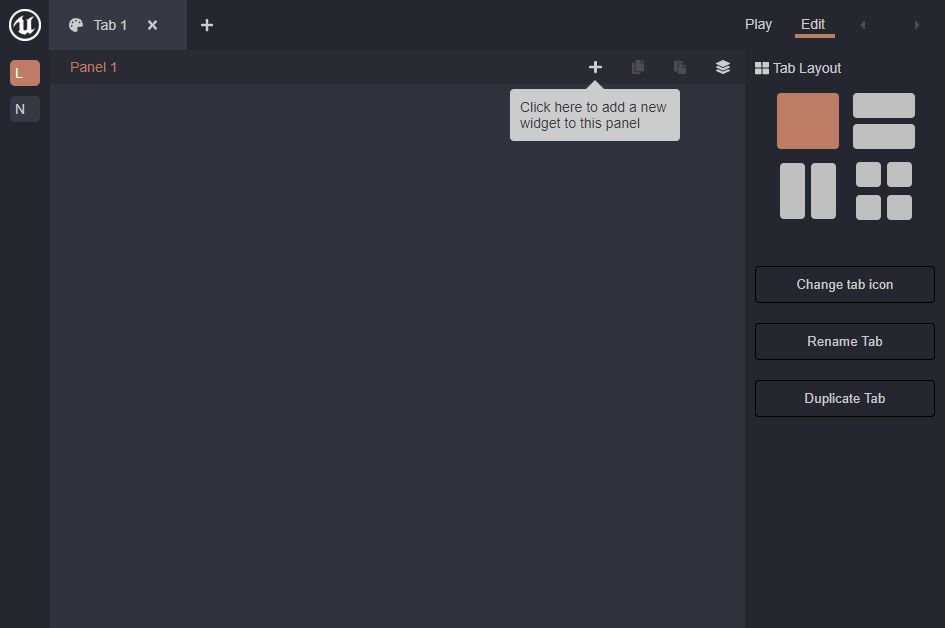 Tab 1
Play
Edit
L
Panel 1
Tab Layout
N
Click here to add a new
widget to this panel
Change tab icon
Rename Tab
Duplicate Tab